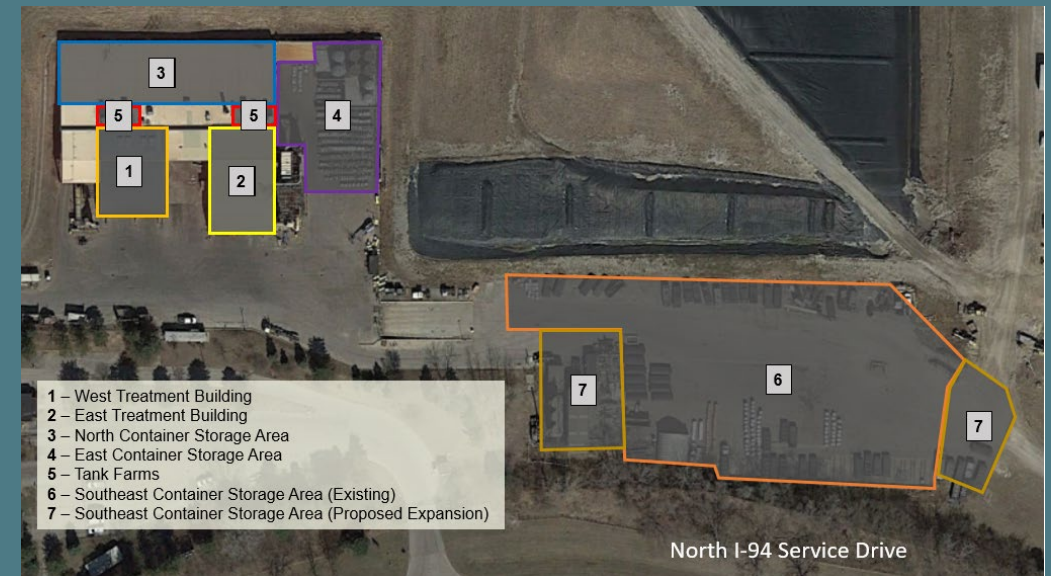 3
5
5
4
1
2
7
6
7
1 – West Treatment Building
2 – East Treatment Building
3 – North Container Storage Area
4 – East Container Storage Area
5 – Tank Farms
6 – Southeast Container Storage Area (Existing)
7 – Southeast Container Storage Area (Proposed Expansion)
North I-94 Service Drive